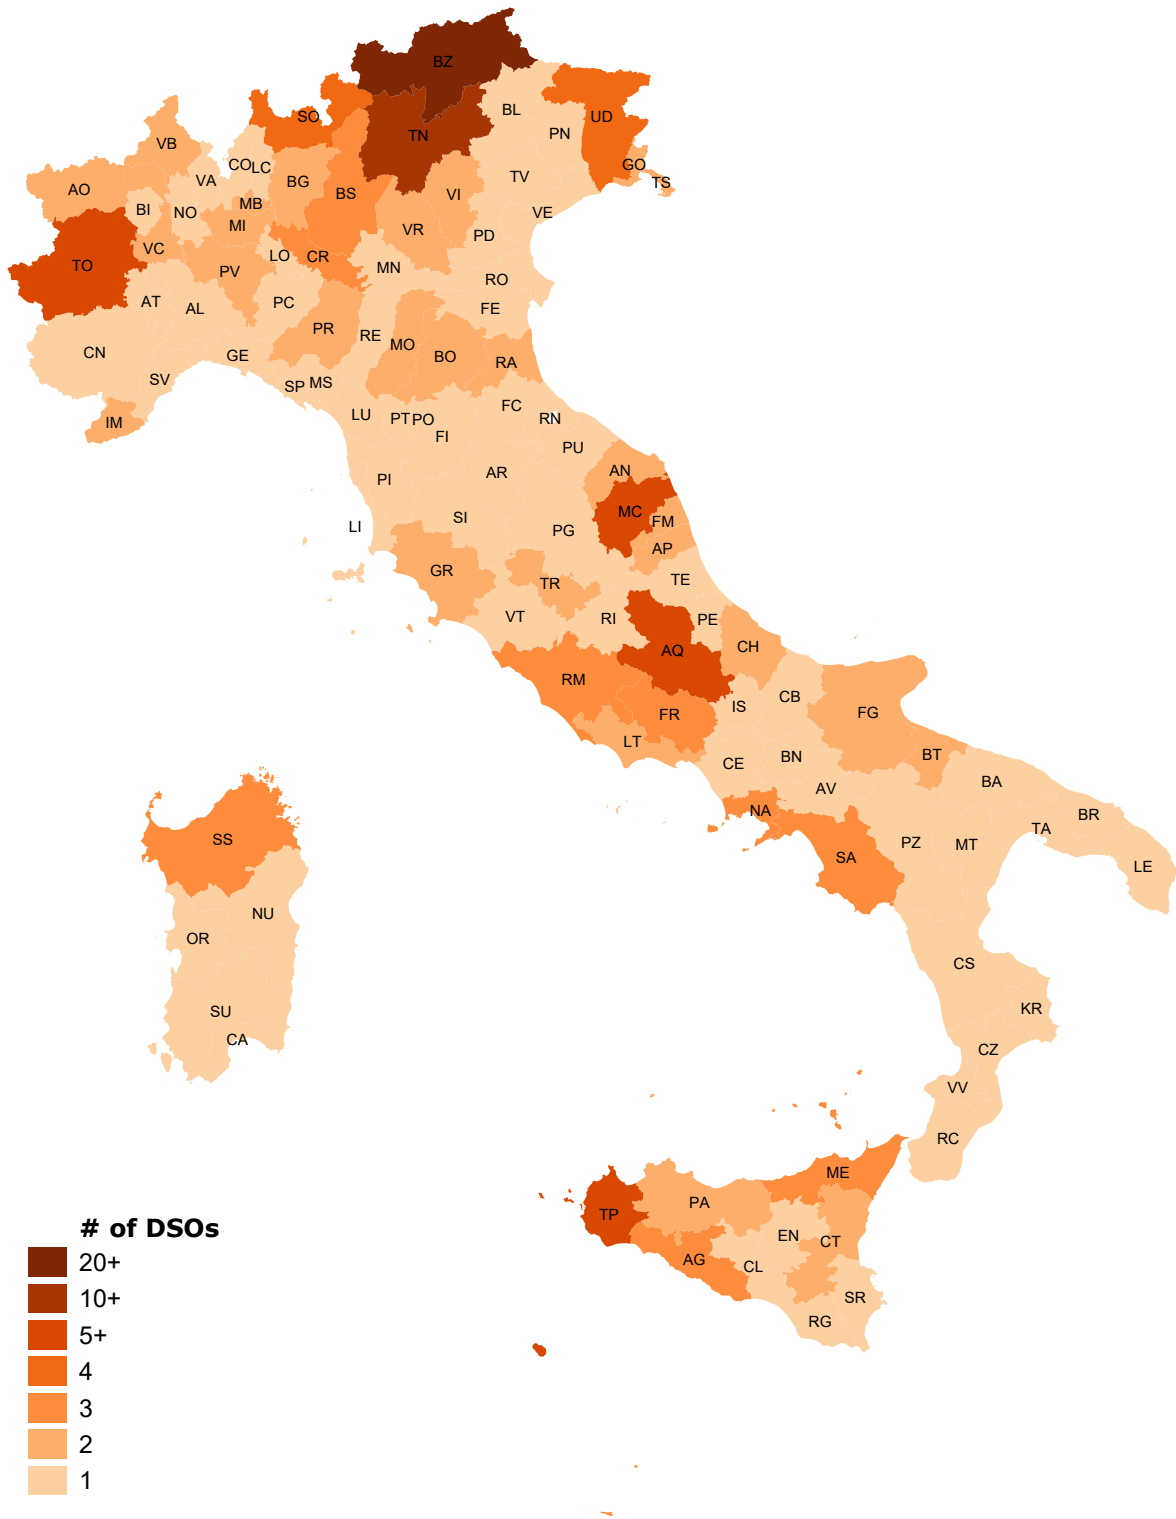 BZ
BL
SO
UD
TN
PN
VB
COLC
GO
TV
VA
BG
TS
AO
BS
VI
MB
BI
NO
VE
MI
VR
PD
VC
LO
CR
TO
MN
PV
RO
AT
PC
AL
FE
PR
RE
MO
CN
GE
BO
RA
SV
SP MS
FC
LU
PT PO
RN
IM
FI
PU
AN
AR
PI
MC
SI
FM
LI
PG
AP
GR
TR
TE
VT
RI
PE
CH
AQ
RM
CB
IS
FR
FG
LT
BT
BN
CE
BA
AV
NA
BR
TA
SS
PZ
MT
SA
LE
NU
OR
CS
SU
KR
CA
CZ
VV
RC
ME
PA
TP
EN
CT
AG
CL
SR
RG
# of DSOs
20+
10+
5+
4
3
2
1